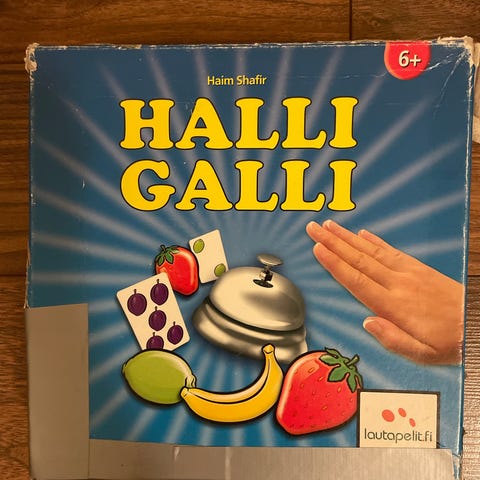 6+
Haim Shafir
HALLI
GALLI
lautapelit.fi